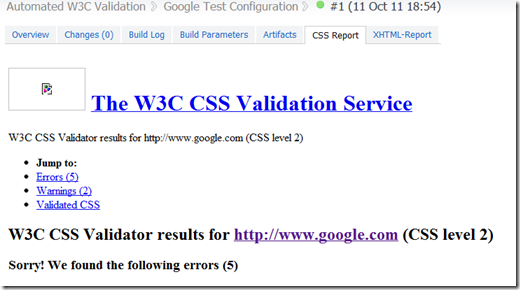 Automated W3C Validation Google Test Configuration #1 (11 Oct 11 18:54)
Overview Changes (0) Build Log Build Parameters Artifacts CSS Report XHTML-Report
The W3C CSS Validation Service
W3C CSS Validator results for http://www.google.com (CSS level 2)
Jump to:
Errors (5)
Warnings (2)
Validated CSS
W3C CSS Validator results for http://www.google.com (CSS level 2)
Sorry! We found the following errors (5)